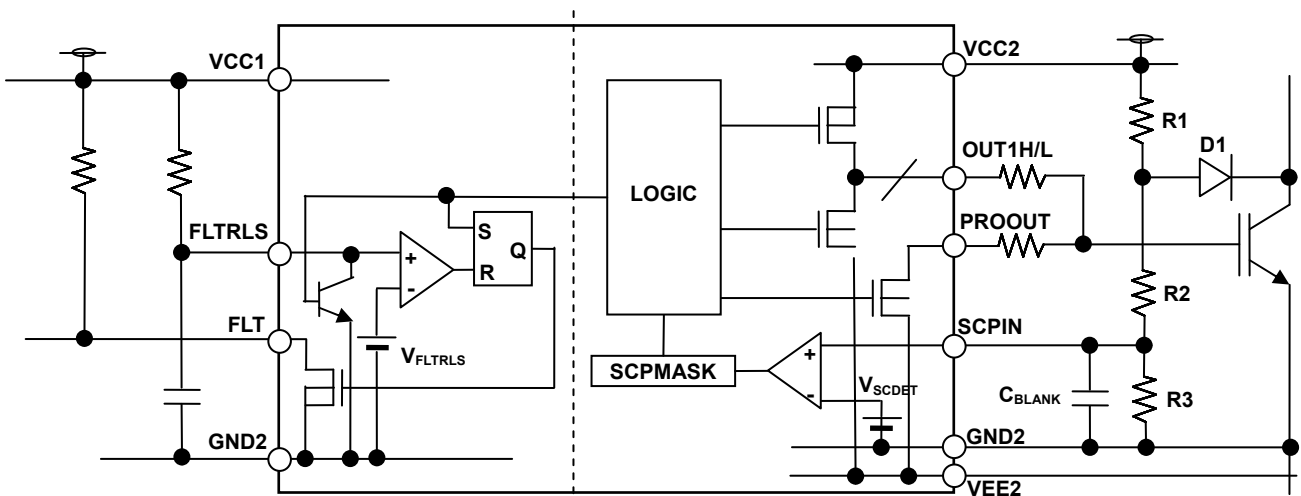 VCC1
VCC2
R1
OUT1H/L
D1
LOGIC
FLTRLS
S
Q
R
PROOUT
+
-
R2
FLT
SCPIN
VFLTRLS
+
SCPMASK
VSCDET
-
CBLANK
R3
GND2
GND2
VEE2